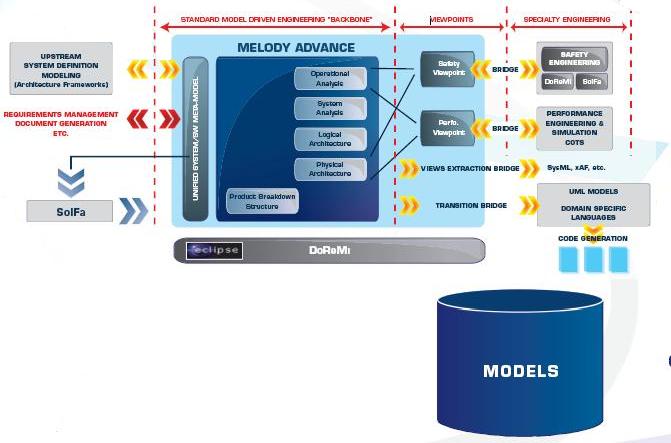 STANDARD MODEL DRIVEN ENGINEERING "BACKBONE"
VIEWPOINTS
SPECIALTY ENGINEERING
MELODY ADVANCE
UPSTREAM
SYSTEM DEFINITION
MODELING
(Architecture Frameworks)
REQUIREMENTS MANAGEMENT
DOCUMENT GENERATION
ETC.
SolFa
UNIFIED SYSTEM/SW META-MODEL
Operational
Analysis
System
Analysis
Logical
Architecture
Physical
Architecture
Product Breakdown
Structure
Safety
Viewpoint
BRIDGE
SAFETY
ENGINEERING
DoReMi
SolFa
Perfo.
Viewpoint
BRIDGE
PERFORMANCE
ENGINEERING &
SIMULATION
COTS
VIEWS EXTRACTION BRIDGE
SysML, xAF, etc.
TRANSITION BRIDGE
UML MODELS
DOMAIN SPECIFIC
LANGUAGES
CODE GENERATION
eclipse
DoReMi
MODELS